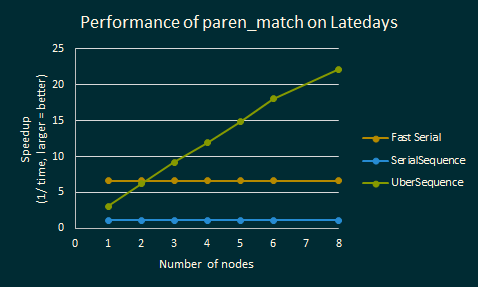 Performance of paren_match on Latedays
Speedup
(1/ time, larger = better)
25
20
15
10
5
0
0 1 2 3 4 5 6 7 8
Number of nodes
Fast Serial
SerialSequence
UberSequence